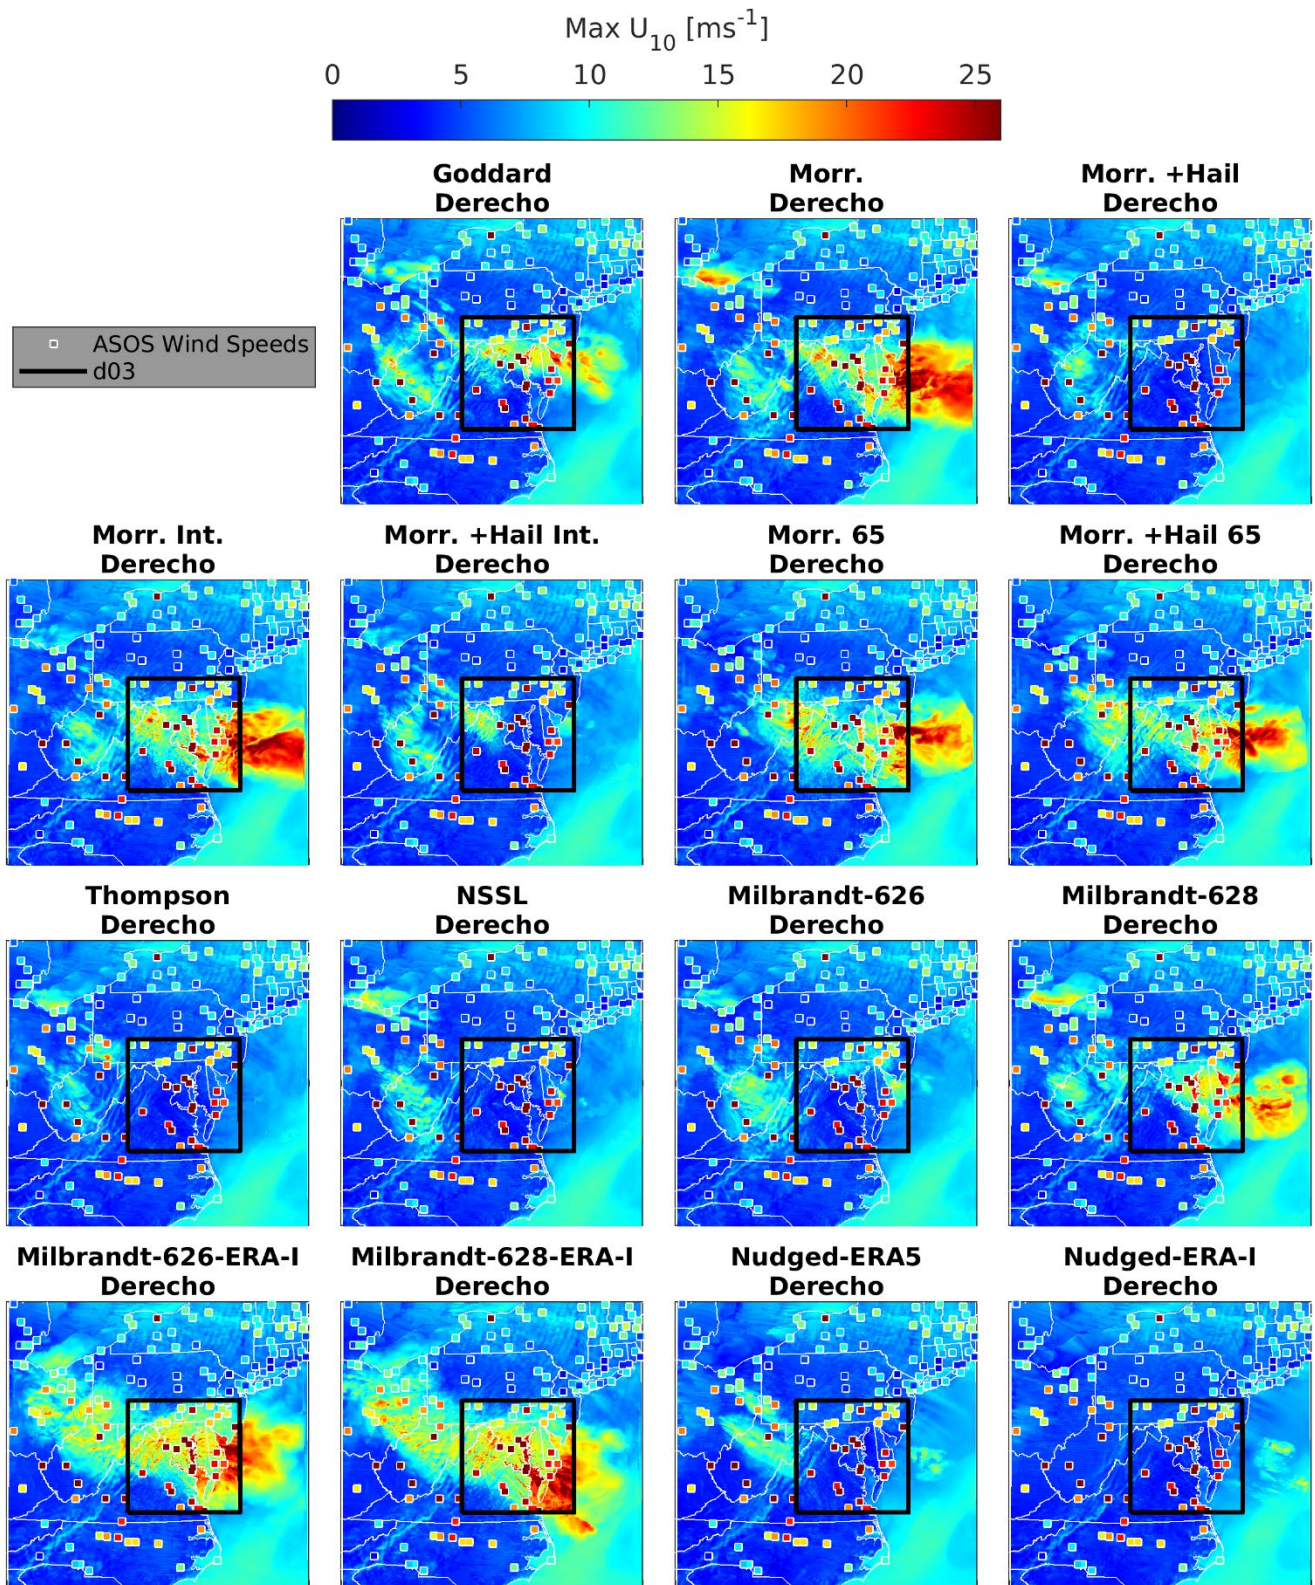 Max U10 [ms-1]
0 5 10 15 20 25
Goddard
Derecho
Morr.
Derecho
Morr. +Hail
Derecho
ASOS Wind Speeds
d03
Morr. Int.
Derecho
Morr. +Hail Int.
Derecho
Morr. 65
Derecho
Morr. +Hail 65
Derecho
Thompson
Derecho
NSSL
Derecho
Milbrandt-626
Derecho
Milbrandt-628
Derecho
Milbrandt-626-ERA-I
Derecho
Milbrandt-628-ERA-I
Derecho
Nudged-ERA5
Derecho
Nudged-ERA-I
Derecho